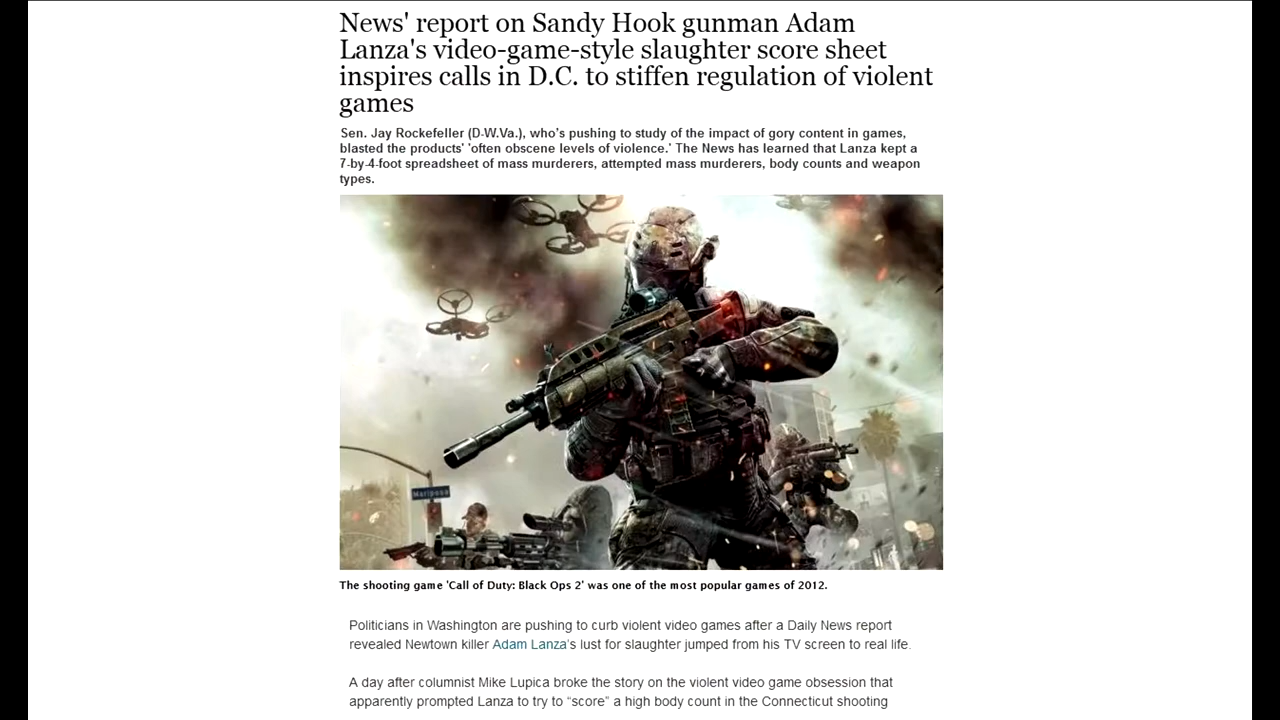 News' report on Sandy Hook gunman Adam
Lanza's video-game-style slaughter score sheet
inspires calls in D.C. to stiffen regulation of violent
games
Sen. Jay Rockefeller (D-W.Va.), who's pushing to study of the impact of gory content in games,
blasted the products' 'often obscene levels of violence.' The News has learned that Lanza kept a
7-by-4-foot spreadsheet of mass murderers, attempted mass murderers, body counts and weapon
types.
Mariposa
The shooting game 'Call of Duty: Black Ops 2' was one of the most popular games of 2012.
Politicians in Washington are pushing to curb violent video games after a Daily News report
revealed Newtown killer Adam Lanza's lust for slaughter jumped from his TV screen to real life.
A day after columnist Mike Lupica broke the story on the violent video game obsession that
apparently prompted Lanza to try to “score” a high body count in the Connecticut shooting